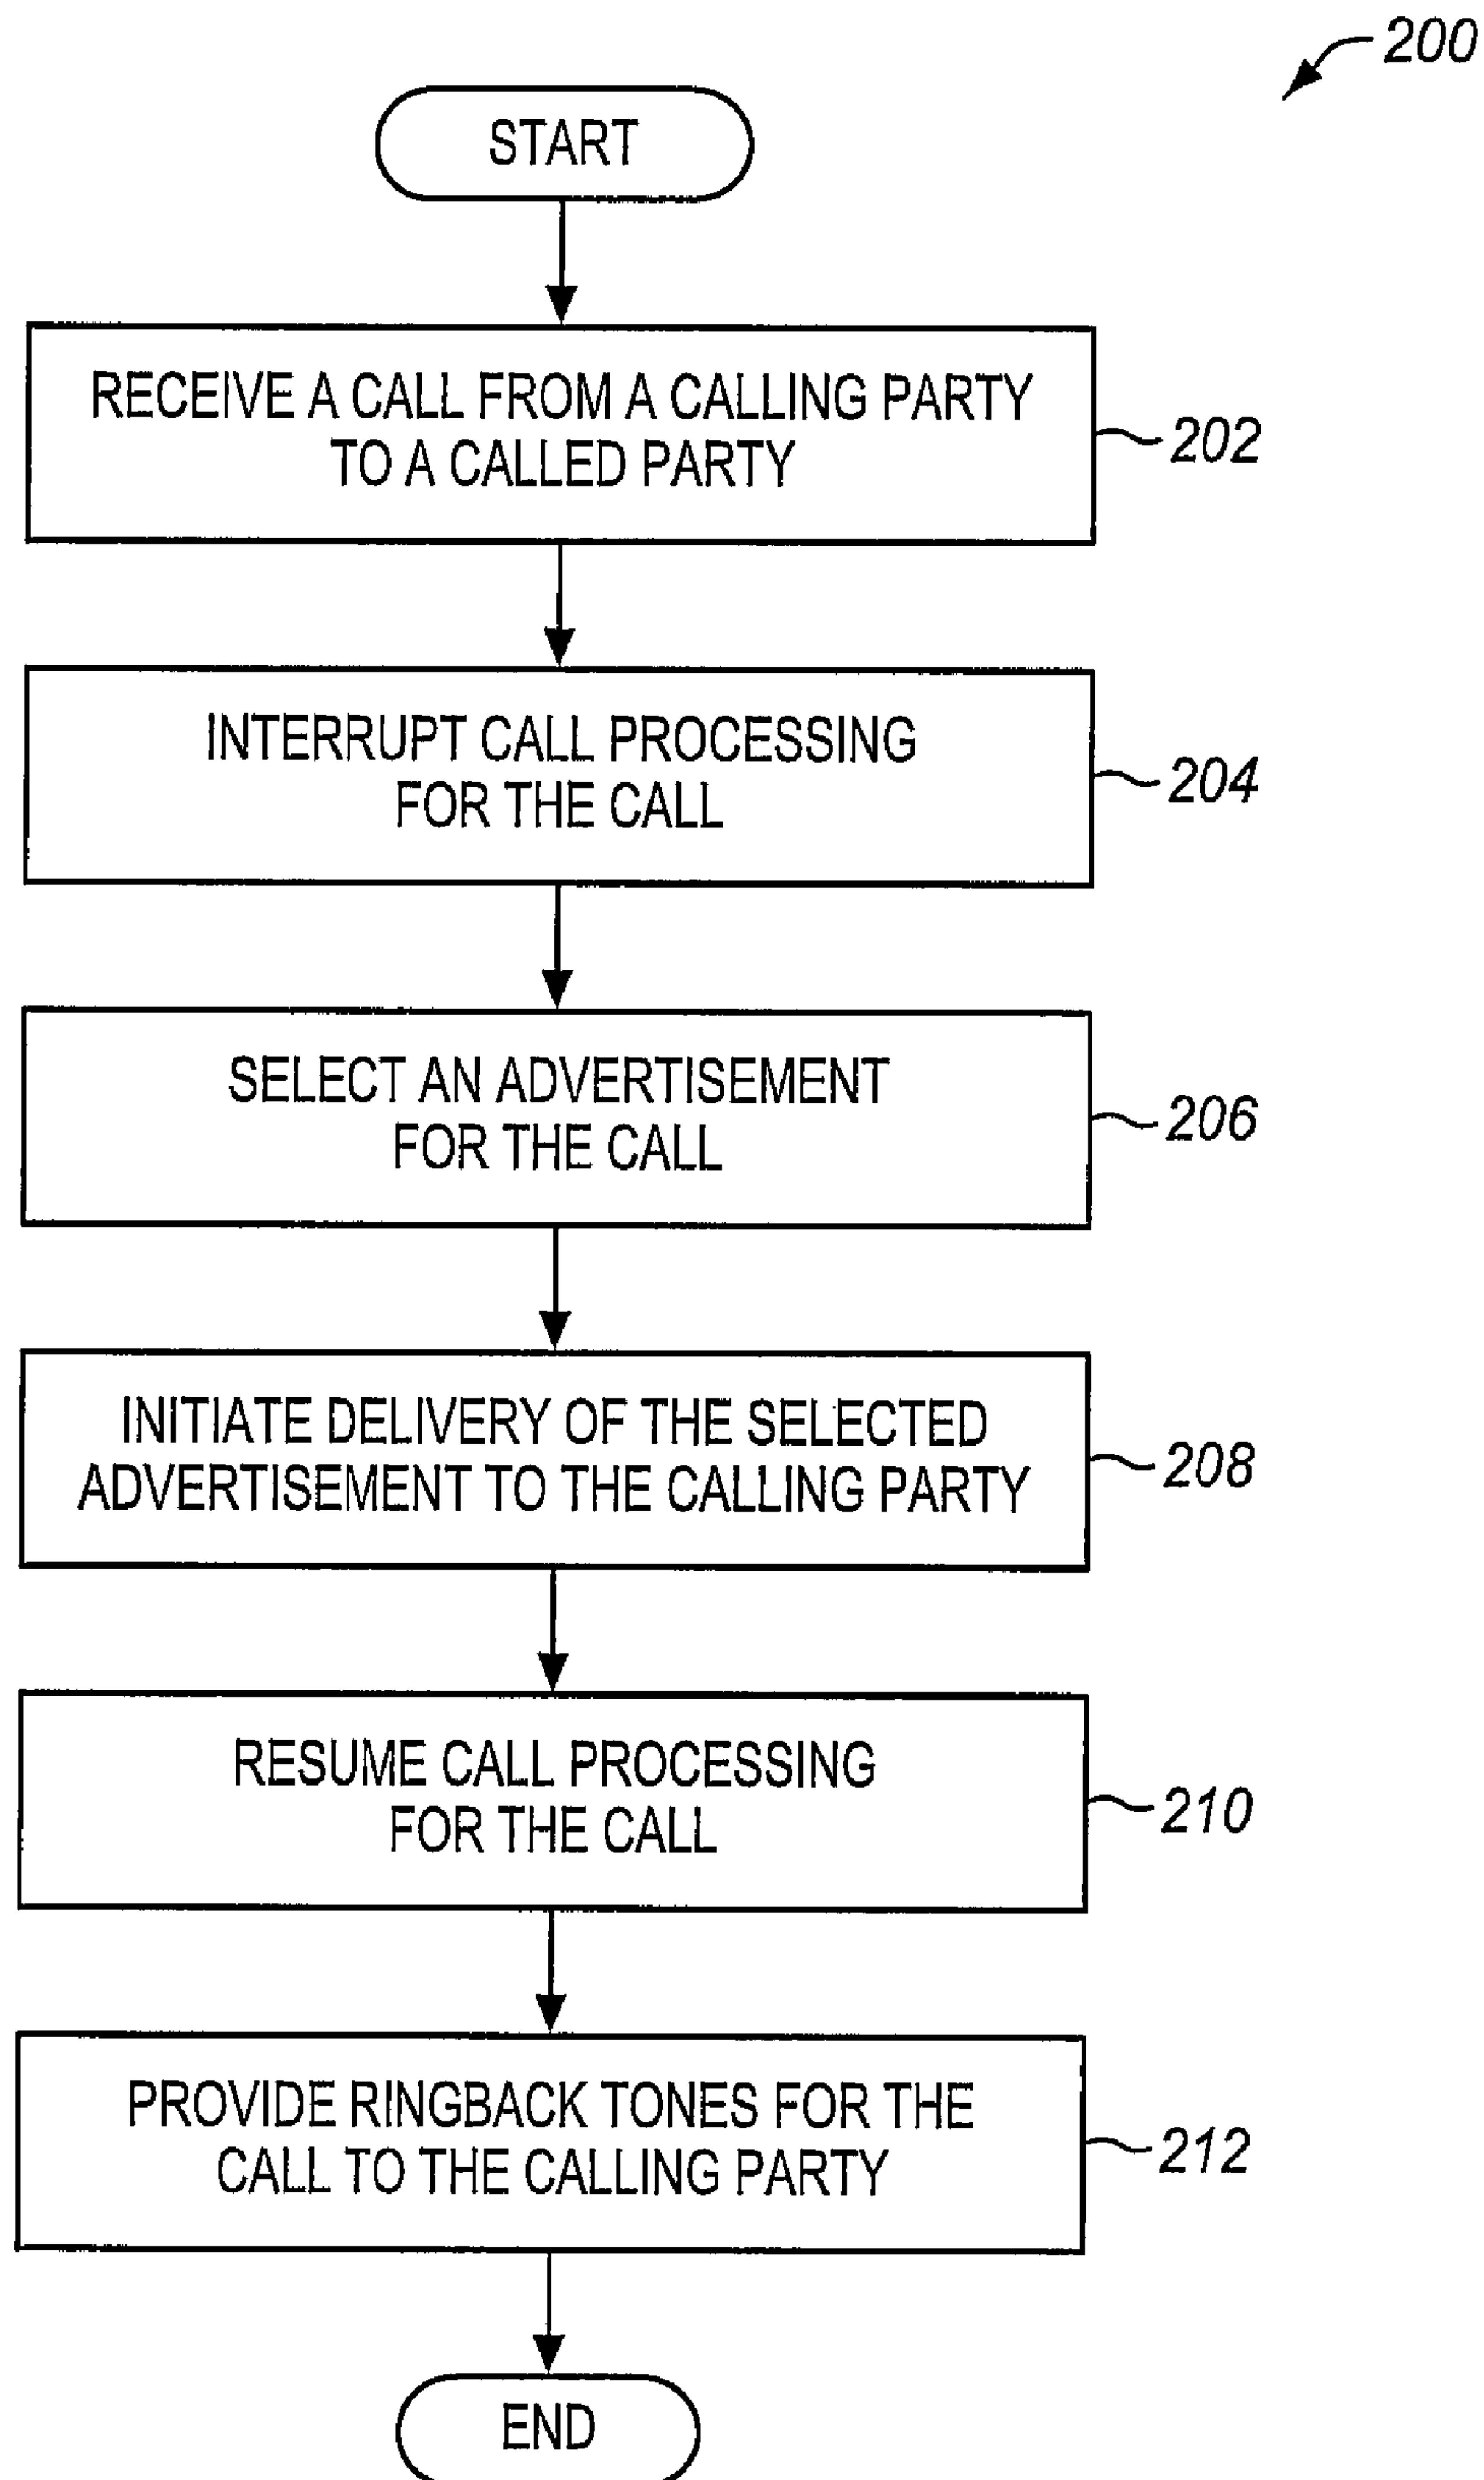 200
START
RECEIVE A CALL FROM A CALLING PARTY
TO A CALLED PARTY
202
INTERRUPT CALL PROCESSING
FOR THE CALL
204
SELECT AN ADVERTISEMENT
FOR THE CALL
206
INITIATE DELIVERY OF THE SELECTED
ADVERTISEMENT TO THE CALLING PARTY
208
RESUME CALL PROCESSING
FOR THE CALL
210
PROVIDE RINGBACK TONES FOR THE
CALL TO THE CALLING PARTY
212
END